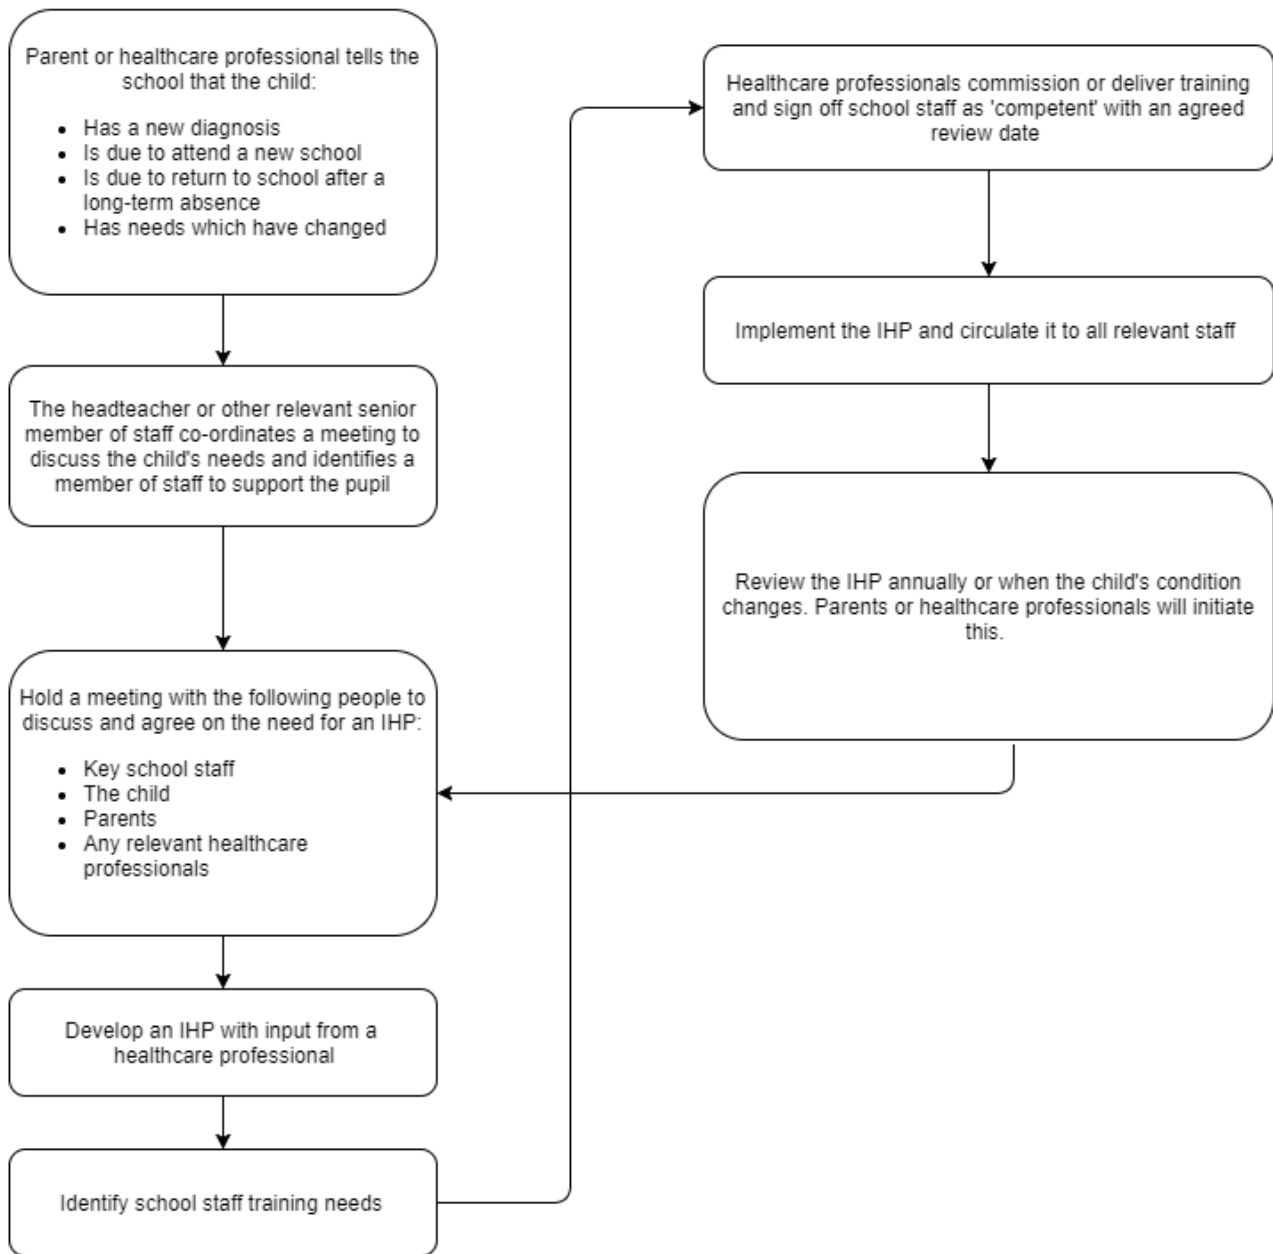 Parent or healthcare professional tells the
school that the child:
• Has a new diagnosis
• Is due to attend a new school
• Is due to return to school after a
long-term absence
• Has needs which have changed
The headteacher or other relevant senior
member of staff co-ordinates a meeting to
discuss the child's needs and identifies a
member of staff to support the pupil
Hold a meeting with the following people to
discuss and agree on the need for an IHP:
• Key school staff
• The child
• Parents
• Any relevant healthcare
professionals
Develop an IHP with input from a
healthcare professional
Identify school staff training needs
Healthcare professionals commission or deliver training
and sign off school staff as 'competent' with an agreed
review date
Implement the IHP and circulate it to all relevant staff
Review the IHP annually or when the child's condition
changes. Parents or healthcare professionals will initiate
this.